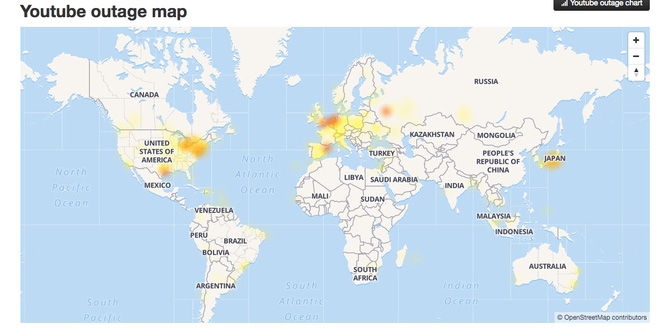 Youtube outage chart
Youtube outage map
+
−
RUSSIA
CANADA
UNITED
STATES OF
AMERICA
KAZAKHSTAN
MONGOLIA
PEOPLE'S
REPUBLIC OF
CHINA
JAPAN
TURKEY
North
Pacific
Ocean
North
Atlantic
Ocean
MEXICO
LIBYA
SAUDI ARABIA
INDIA
MALI
SUDAN
VENEZUELA
MALAYSIA
INDONESIA
PERU
BRAZIL
BOLIVIA
SOUTH
AFRICA
AUSTRALIA
ARGENTINA
South
Pacific
South
Atlantic
Ocean
Indian
Ocean
© OpenStreetMap contributors